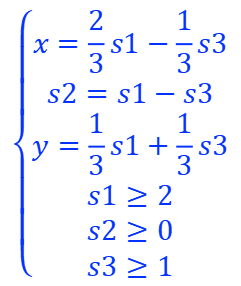 x = 2/3 s1 − 1/3 s3
s2 = s1 − s3
y = 1/3 s1 + 1/3 s3
s1 ≥ 2
s2 ≥ 0
s3 ≥ 1